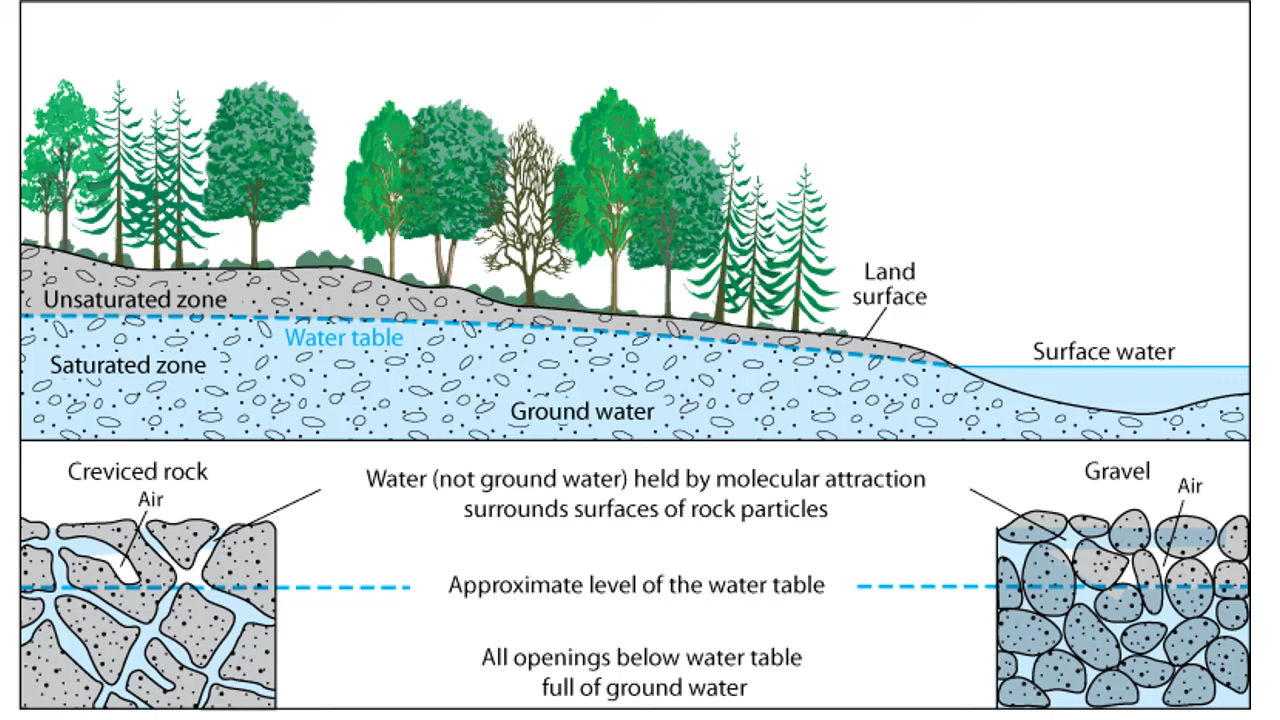 Land
surface
Unsaturated zone
Water table
Surface water
Saturated zone
Ground water
Creviced rock
Air
Water (not ground water) held by molecular attraction
surrounds surfaces of rock particles
Gravel
Air
Approximate level of the water table
All openings below water table
full of ground water